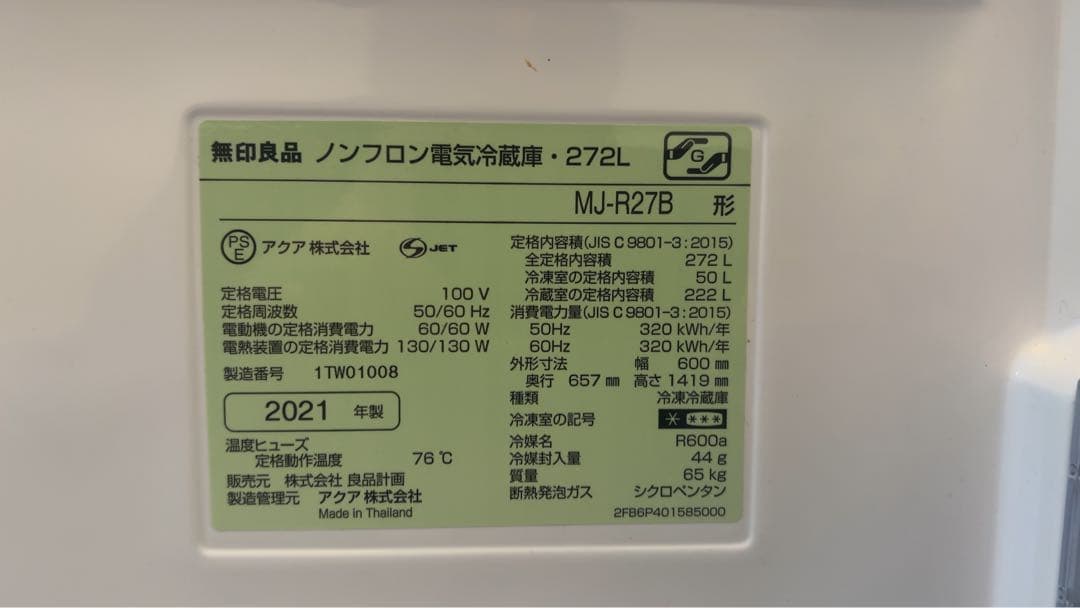 無印良品 ノンフロン電気冷蔵庫・272L
G
MJ-R27B 形
PSE アクア 株式会社 JET
定格電圧 100 V
定格周波数 50/60 Hz
電動機の定格消費電力 60/60 W
電熱装置の定格消費電力 130/130 W
製造番号 1TW01008
2021 年製
温度ヒューズ
定格動作温度 76℃
販売元 株式会社 良品計画
製造管理元 アクア 株式会社
Made in Thailand
定格内容積(JIS C 9801-3:2015)
全定格内容積 272 L
冷凍室の定格内容積 50 L
冷蔵室の定格内容積 222 L
消費電力量(JIS C 9801-3:2015)
50Hz 320 kWh/年
60Hz 320 kWh/年
外形寸法 幅 600 mm
奥行 657 mm 高さ 1419 mm
種類 冷凍冷蔵庫
冷凍室の記号 * ***
冷媒名 R600a
冷媒封入量 44 g
質量 65 kg
断熱発泡ガス シクロペンタン
2FB6P401585000